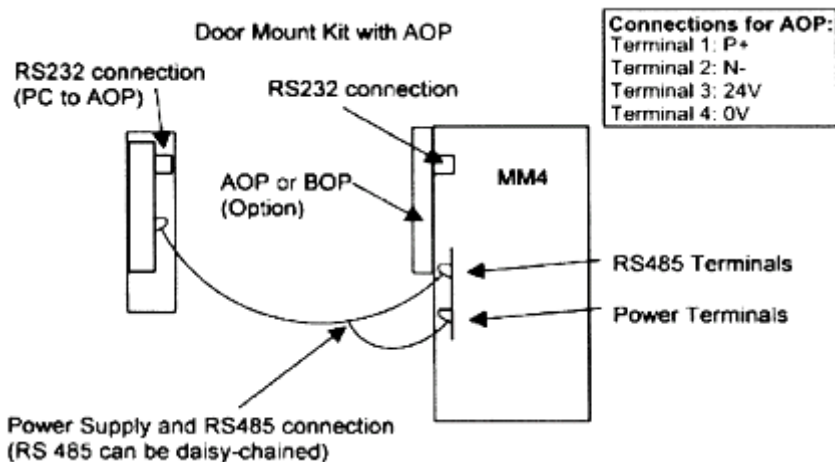 Door Mount Kit with AOP
Connections for AOP:
Terminal 1: P+
Terminal 2: N-
Terminal 3: 24V
Terminal 4: 0V
RS232 connection
(PC to AOP)
RS232 connection
AOP or BOP
(Option)
MM4
RS485 Terminals
Power Terminals
Power Supply and RS485 connection
(RS 485 can be daisy-chained)